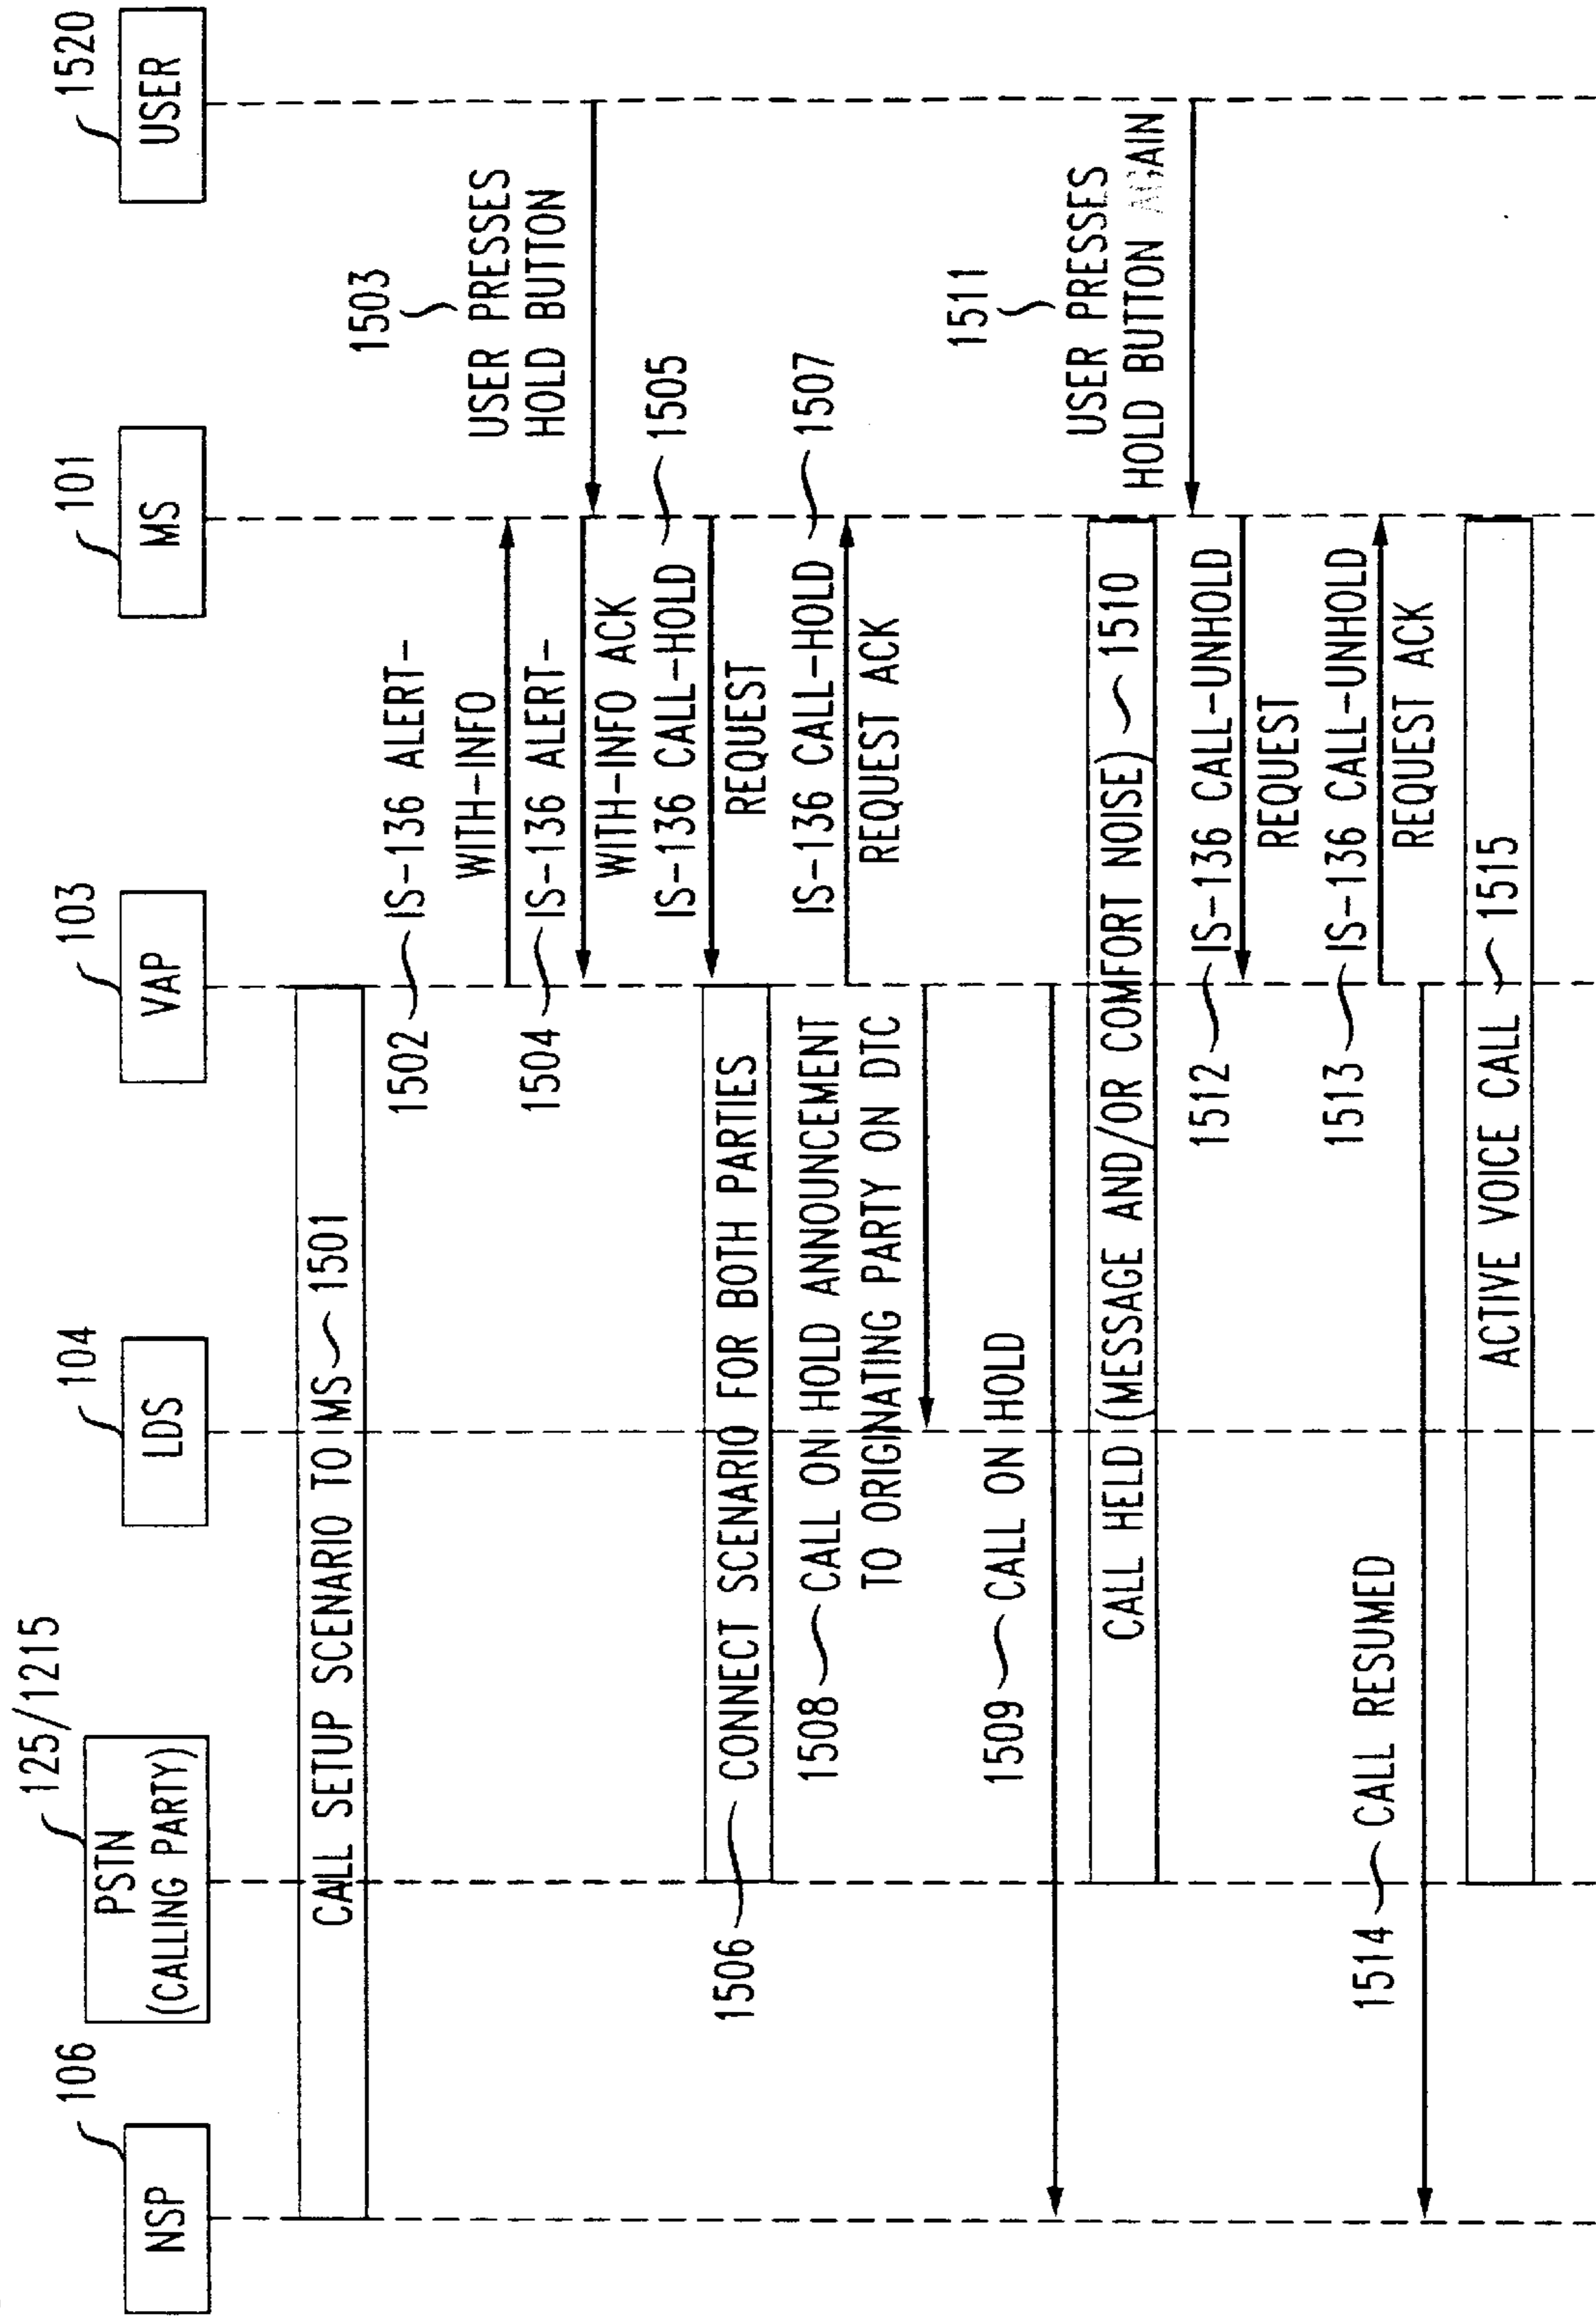 106
NSP
125/1215
PSTN
(CALLING PARTY)
104
LDS
103
VAP
101
MS
1520
USER
CALL SETUP SCENARIO TO MS 1501
1502 IS-136 ALERT-
WITH-INFO
1503
USER PRESSES
HOLD BUTTON
1504 IS-136 ALERT-
WITH-INFO ACK
IS-136 CALL-HOLD 1505
REQUEST
1506 CONNECT SCENARIO FOR BOTH PARTIES
IS-136 CALL-HOLD 1507
REQUEST ACK
1508 CALL ON HOLD ANNOUNCEMENT
TO ORIGINATING PARTY ON DTC
1509 CALL ON HOLD
CALL HELD (MESSAGE AND/OR COMFORT NOISE) 1510
1511
USER PRESSES
HOLD BUTTON AGAIN
1512 IS-136 CALL-UNHOLD
REQUEST
1513 IS-136 CALL-UNHOLD
REQUEST ACK
1514 CALL RESUMED
ACTIVE VOICE CALL 1515